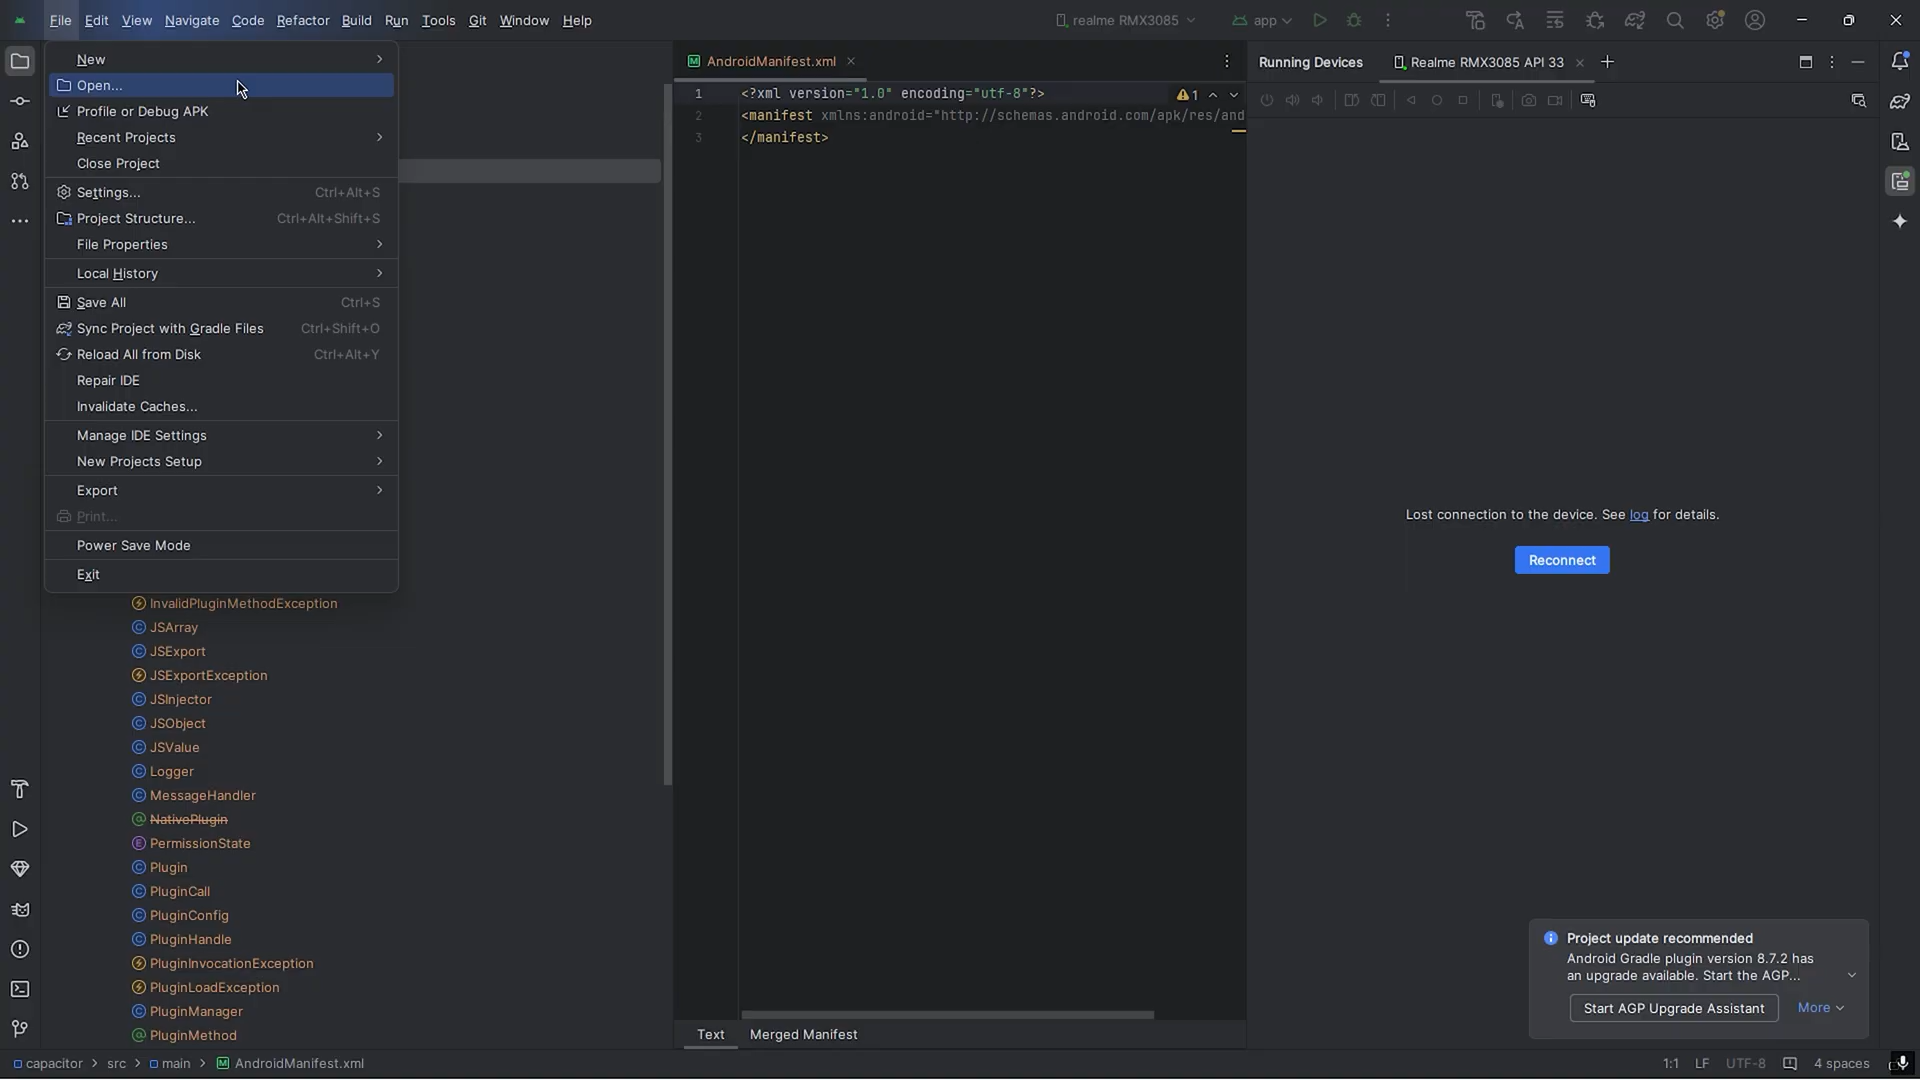 File Edit View Navigate Code Refactor Build Run Tools Git Window Help
realme RMX3085
app
New
Open...
Profile or Debug APK
Recent Projects
Close Project
Settings... Ctrl+Alt+S
Project Structure... Ctrl+Alt+Shift+S
File Properties
Local History
Save All Ctrl+S
Sync Project with Gradle Files Ctrl+Shift+O
Reload All from Disk Ctrl+Alt+Y
Repair IDE
Invalidate Caches...
Manage IDE Settings
New Projects Setup
Export
Print...
Power Save Mode
Exit
InvalidPluginMethodException
JSArray
JSExport
JSExportException
JSInjector
JSObject
JSValue
Logger
MessageHandler
NativePlugin
PermissionState
Plugin
PluginCall
PluginConfig
PluginHandle
PluginInvocationException
PluginLoadException
PluginManager
PluginMethod
AndroidManifest.xml
1 <?xml version="1.0" encoding="utf-8"?>
1
2 <manifest xmlns:android="http://schemas.android.com/apk/res/and
3 </manifest>
Text Merged Manifest
Running Devices Realme RMX3085 API 33
Lost connection to the device. See log for details.
Reconnect
Project update recommended
Android Gradle plugin version 8.7.2 has
an upgrade available. Start the AGP...
Start AGP Upgrade Assistant More
capacitor > src > main > AndroidManifest.xml
1:1 LF UTF-8 4 spaces